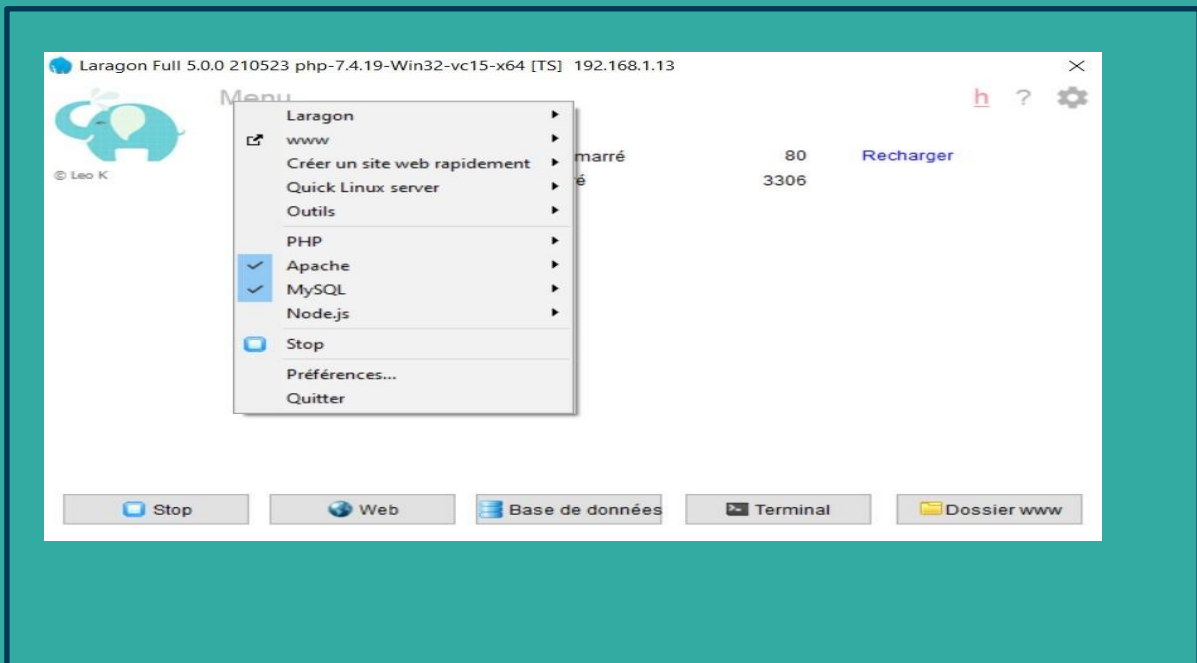 Laragon Full 5.0.0 210523 php-7.4.19-Win32-vc15-x64 [TS] 192.168.1.13
Menu h ?
Laragon
www
marré 80 Recharger
Créer un site web rapidement
© Leo K
é 3306
Quick Linux server
Outils
PHP
Apache
MySQL
Node.js
Stop
Préférences...
Quitter
Stop Web Base de données Terminal Dossier www